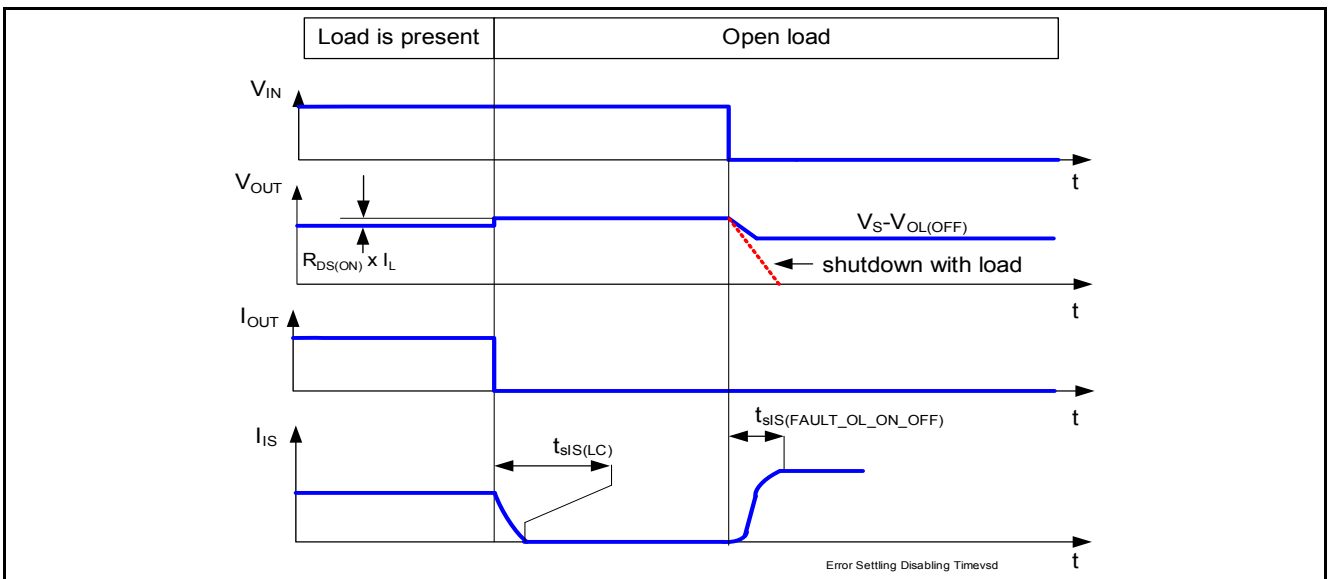 Load is present
Open load
VIN
t
VOUT
RDS(ON) x IL
VS-VOL(OFF)
shutdown with load
t
IOUT
t
IIS
tsIS(LC)
tsIS(FAULT_OL_ON_OFF)
t
Error Settling Disabling Timevsd